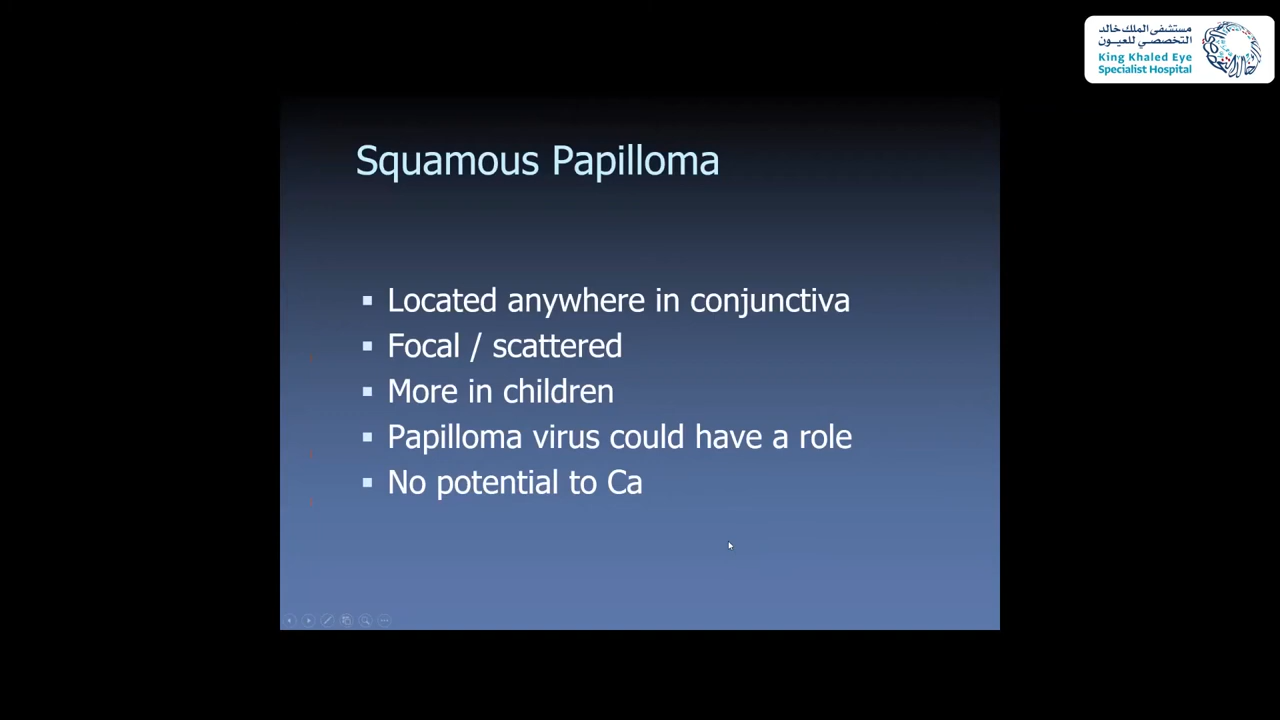 مستشفى الملك خالد
التخصصي للعيون
King Khaled Eye
Specialist Hospital
Squamous Papilloma
Located anywhere in conjunctiva
Focal / scattered
More in children
Papilloma virus could have a role
No potential to Ca